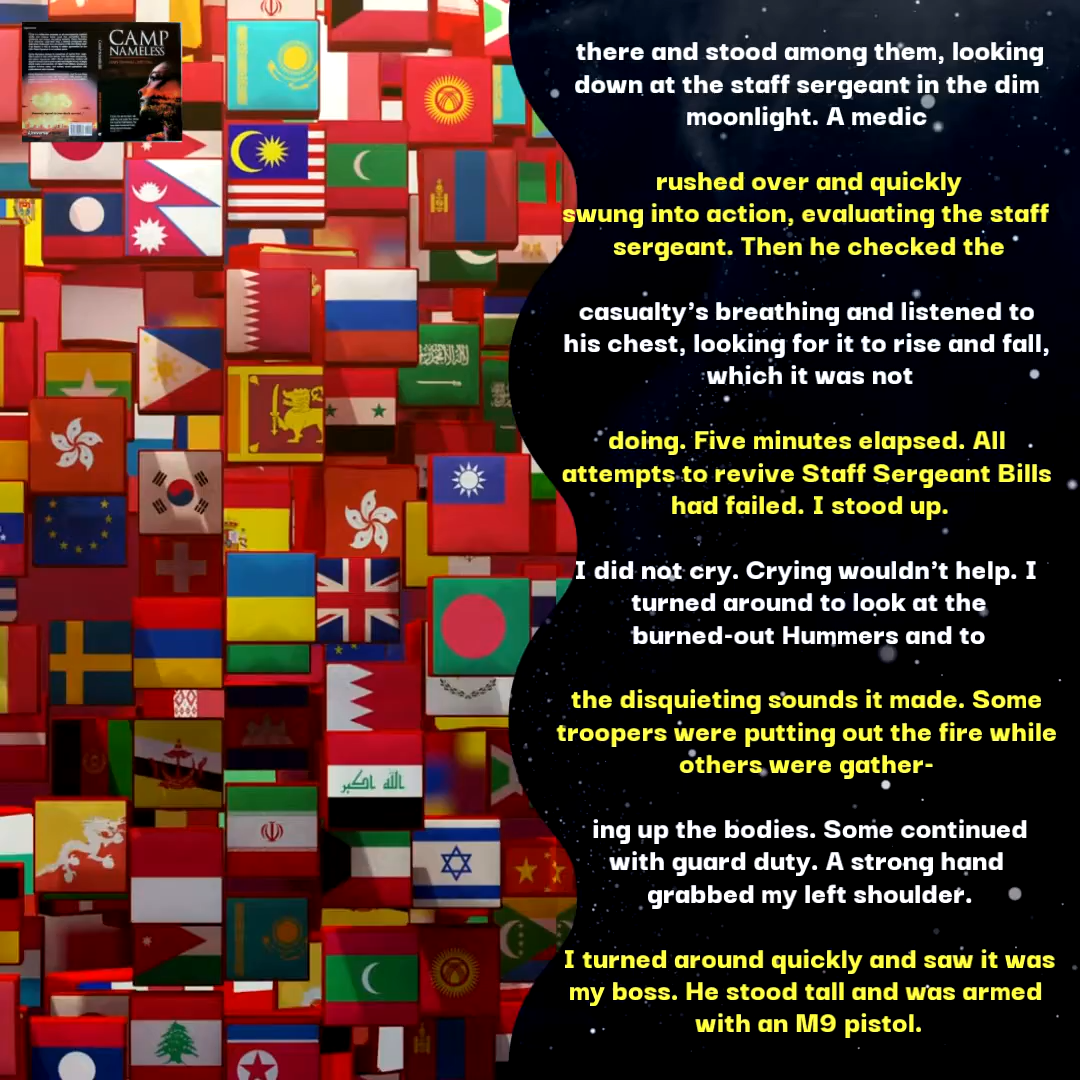 CAMP
NAMELESS
there and stood among them, looking
down at the staff sergeant in the dim
moonlight. A medic
rushed over and quickly
swung into action, evaluating the staff
sergeant. Then he checked the
casualty’s breathing and listened to
his chest, looking for it to rise and fall,
which it was not
doing. Five minutes elapsed. All
attempts to revive Staff Sergeant Bills
had failed. I stood up.
I did not cry. Crying wouldn’t help. I
turned around to look at the
burned-out Hummers and to
the disquieting sounds it made. Some
troopers were putting out the fire while
others were gather-
ing up the bodies. Some continued
with guard duty. A strong hand
grabbed my left shoulder.
I turned around quickly and saw it was
my boss. He stood tall and was armed
with an M9 pistol.
الله اكبر